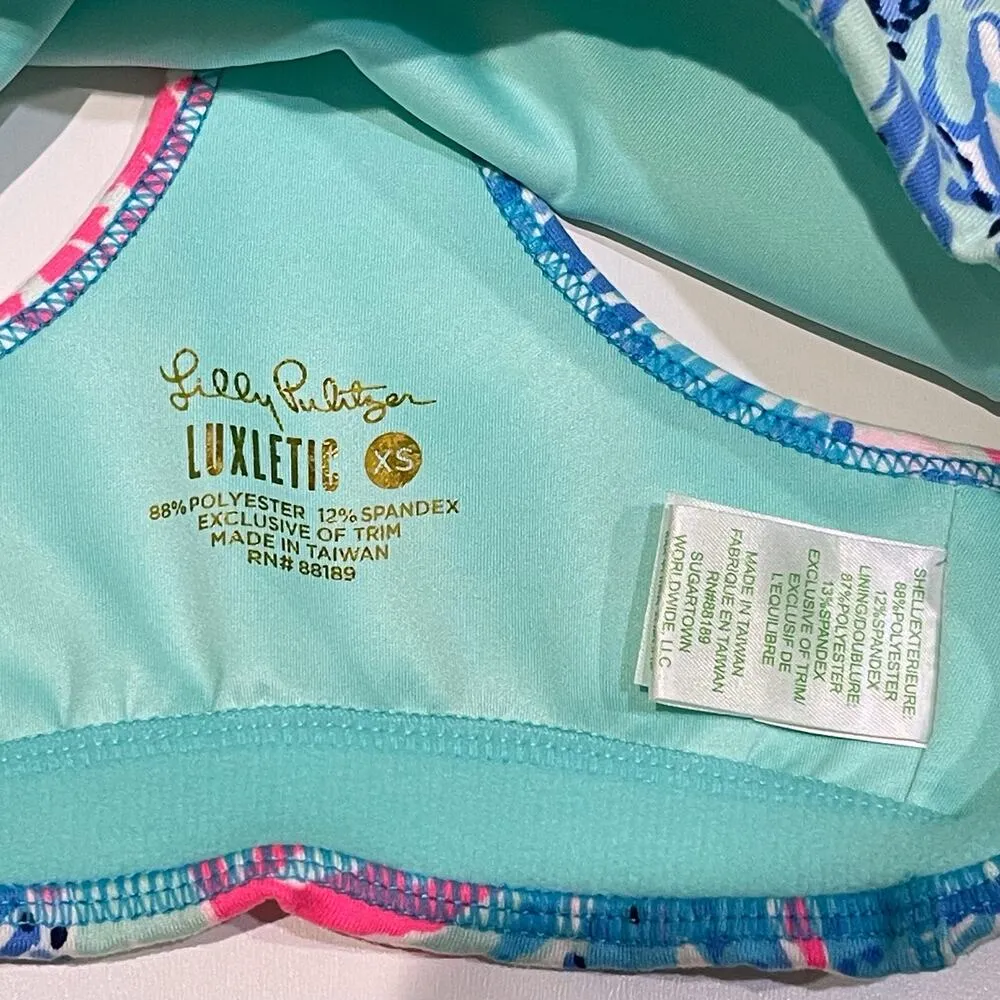 Lilly Pulitzer
LUXLETIC XS
88% POLYESTER 12% SPANDEX
EXCLUSIVE OF TRIM
MADE IN TAIWAN
RN# 88189
SHELL/EXTERIEURE:
88%POLYESTER
12%SPANDEX
LINING/DOUBLURE:
87%POLYESTER
13%SPANDEX
EXCLUSIVE OF TRIM/
EXCLUSIF DE
L'EQUILIBRE
MADE IN TAIWAN
FABRIQUE EN TAIWAN
RN#88189
SUGARTOWN
WORLDWIDE, LLC